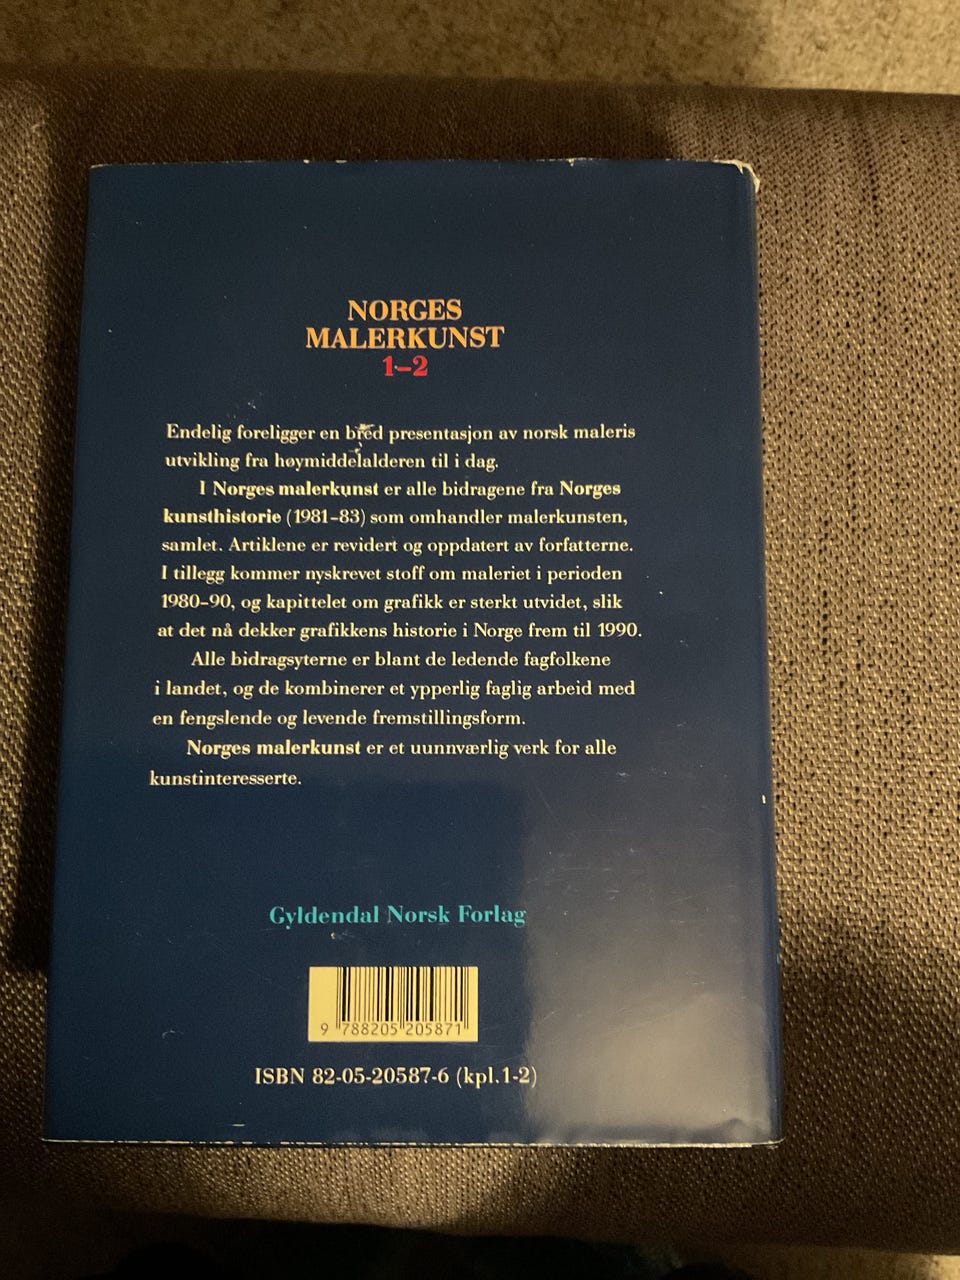 NORGES
MALERKUNST
1–2
Endelig foreligger en bred presentasjon av norsk maleris
utvikling fra høymiddelalderen til i dag.
I Norges malerkunst er alle bidragene fra Norges
kunsthistorie (1981–83) som omhandler malerkunsten,
samlet. Artiklene er revidert og oppdatert av forfatterne.
I tillegg kommer nyskrevet stoff om maleriet i perioden
1980–90, og kapittelet om grafikk er sterkt utvidet, slik
at det nå dekker grafikkens historie i Norge frem til 1990.
Alle bidragsyterne er blant de ledende fagfolkene
i landet, og de kombinerer et ypperlig faglig arbeid med
en fengslende og levende fremstillingsform.
Norges malerkunst er et uunnværlig verk for alle
kunstinteresserte.
Gyldendal Norsk Forlag
9 788205 205871
ISBN 82-05-20587-6 (kpl.1-2)